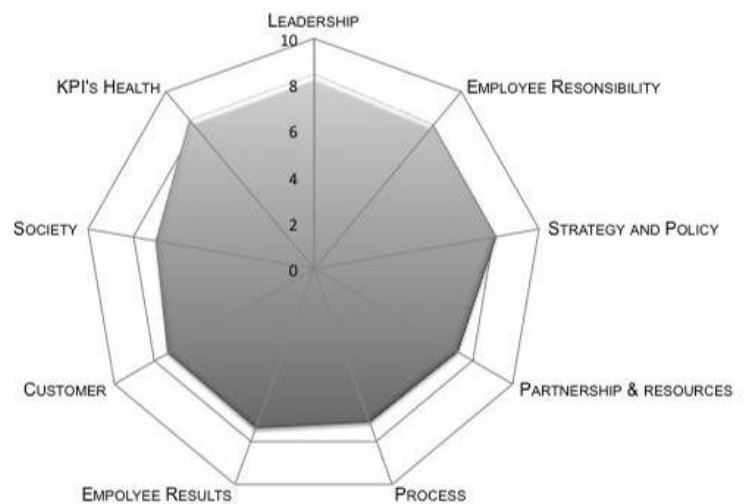 LEADERSHIP
10
KPI'S HEALTH
8
EMPLOYEE RESONSIBILITY
6
4
SOCIETY
2
STRATEGY AND POLICY
0
CUSTOMER
PARTNERSHIP & RESOURCES
EMPOLYEE RESULTS
PROCESS